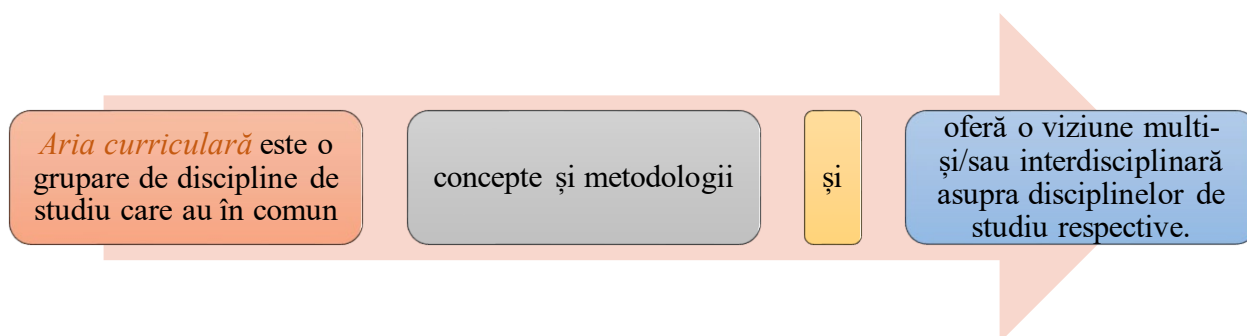 Aria curriculară este o
grupare de discipline de
studiu care au în comun
concepte și metodologii
și
oferă o viziune multi-
și/sau interdisciplinară
asupra disciplinelor de
studiu respective.